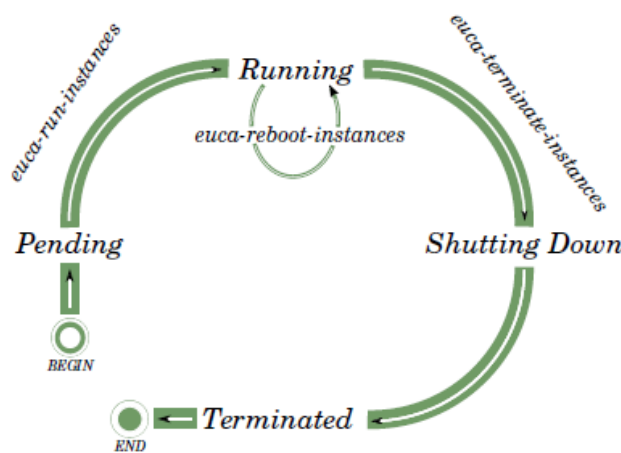 euca-run-instances
Running
euca-terminate-instances
euca-reboot-instances
Pending
Shutting Down
BEGIN
Terminated
END